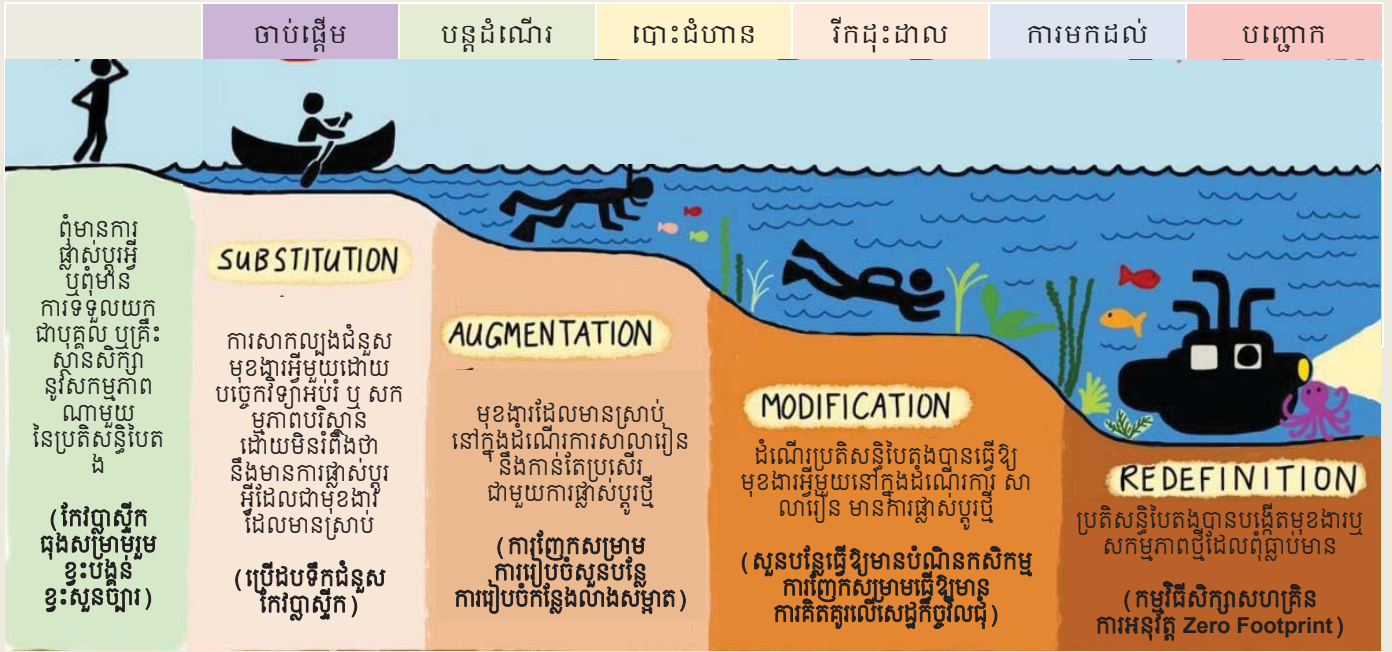 ចាប់ផ្តើម
បន្តដំណើរ
បោះជំហាន
រីកដុះដាល
ការមកដល់
បញ្ជោក
ពុំមានការ
ផ្លាស់ប្តូរអ្វី
ឬពុំមាន
ការទទួលយក
ជាបុគ្គល ឬគ្រឹះ
ស្ថានសិក្សា
នូវសកម្មភាព
ណាមួយ
នៃប្រតិសន្ធិបៃត
ង
(កែវប្លាស្ទីក
ធុងសម្រាមរួម
ខ្វះបង្គន់
ខ្វះសួនច្បារ)
SUBSTITUTION
ការសាកល្បងជំនួស
មុខងារអ្វីមួយដោយ
បច្ចេកវិទ្យាអប់រំ ឬ សក
ម្មភាពបរិស្ថាន
ដោយមិនរំពឹងថា
នឹងមានការផ្លាស់ប្តូរ
អ្វីដែលជាមុខងារ
ដែលមានស្រាប់
(ប្រើដបទឹកជំនួស
កែវប្លាស្ទីក)
AUGMENTATION
មុខងារដែលមានស្រាប់
នៅក្នុងដំណើរការសាលារៀន
នឹងកាន់តែប្រសើរ
ជាមួយការផ្លាស់ប្តូរថ្មី
(ការញែកសម្រាម
ការរៀបចំសួនបន្លែ
ការរៀបចំកន្លែងលាងសម្អាត)
MODIFICATION
ដំណើរប្រតិសន្ធិបៃតងបានធ្វើឱ្យ
មុខងារអ្វីមួយនៅក្នុងដំណើរការ សា
លារៀន មានការផ្លាស់ប្តូរថ្មី
(សួនបន្លែធ្វើឱ្យមានបំណិនកសិកម្ម
ការញែកសម្រាមធ្វើឱ្យមាន
ការគិតគូរលើសេដ្ឋកិច្ចវិលជុំ)
REDEFINITION
ប្រតិសន្ធិបៃតងបានបង្កើតមុខងារឬ
សកម្មភាពថ្មីដែលពុំធ្លាប់មាន
(កម្មវិធីសិក្សាសហគ្រិន
ការអនុវត្ត Zero Footprint)